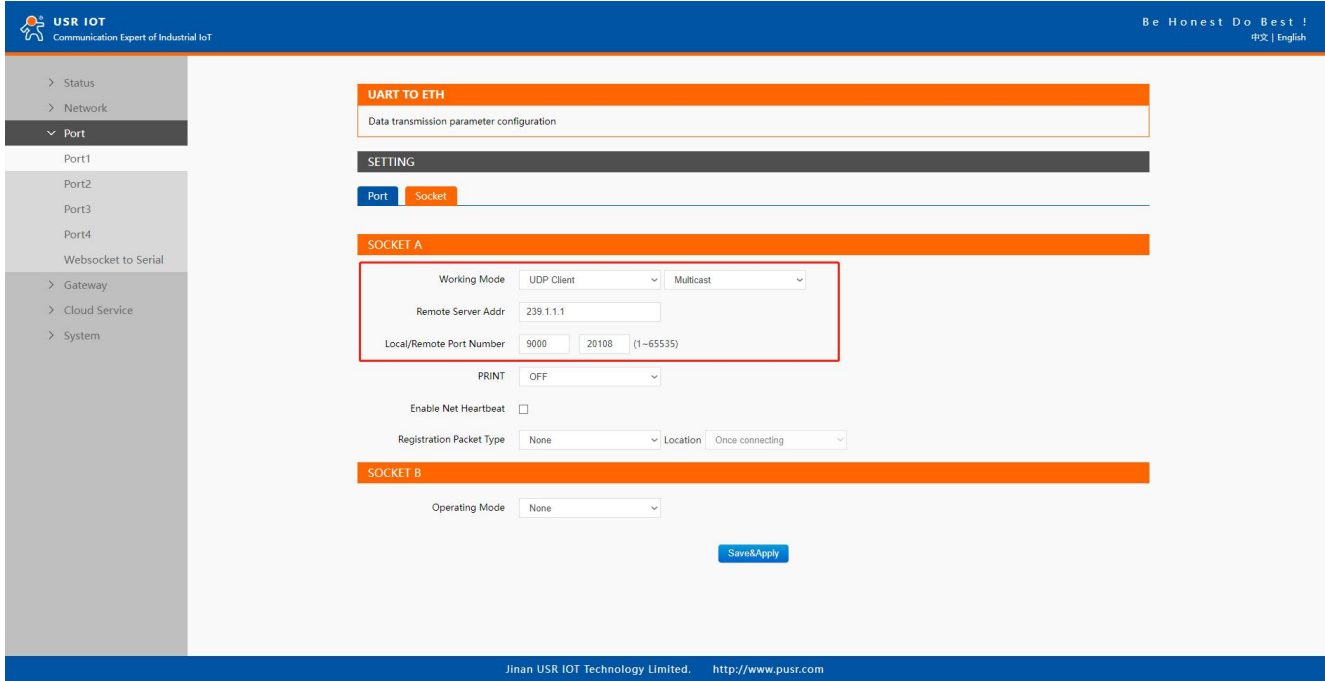 USR IOT
Communication Expert of Industrial IoT
Be Honest Do Best !
中文 | English
Status
Network
Port
Port1
Port2
Port3
Port4
Websocket to Serial
Gateway
Cloud Service
System
UART TO ETH
Data transmission parameter configuration
SETTING
Port Socket
SOCKET A
Working Mode UDP Client Multicast
Remote Server Addr 239.1.1.1
Local/Remote Port Number 9000 20108 (1~65535)
PRINT OFF
Enable Net Heartbeat
Registration Packet Type None Location Once connecting
SOCKET B
Operating Mode None
Save&Apply
Jinan USR IOT Technology Limited. http://www.pusr.com